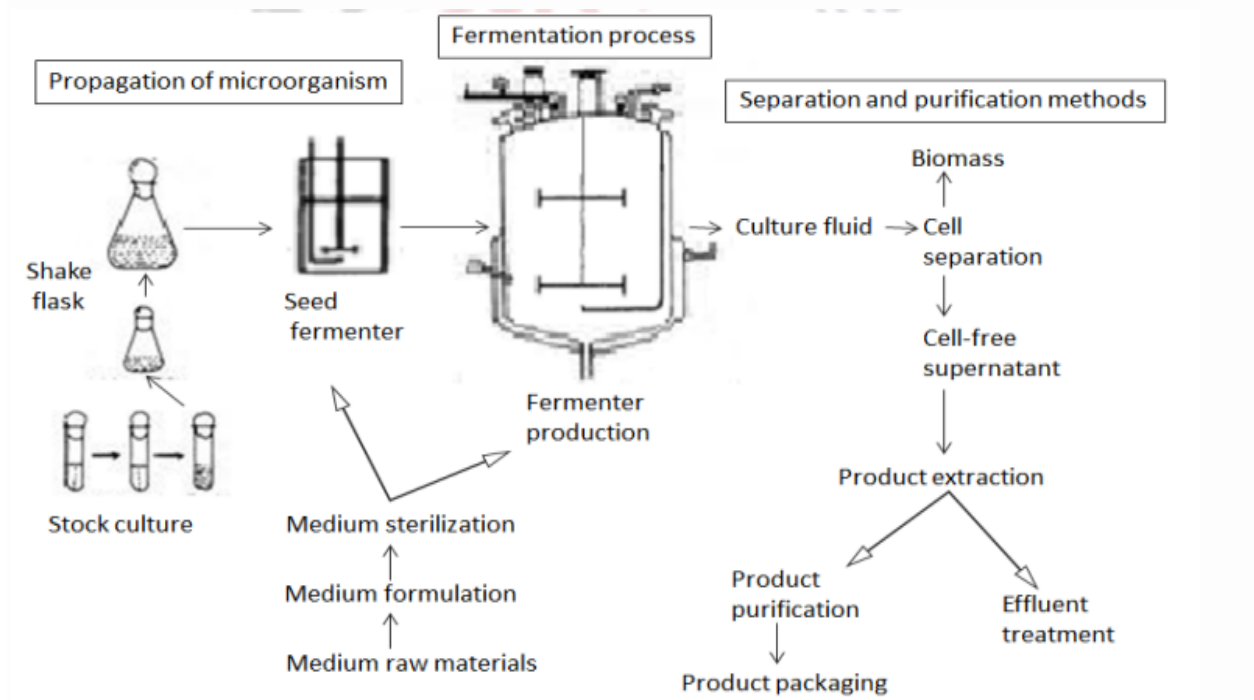 Fermentation process
Propagation of microorganism
Separation and purification methods
Shake
flask
Stock culture
Seed
fermenter
Medium sterilization
Medium formulation
Medium raw materials
Fermenter
production
Culture fluid
Biomass
Cell
separation
Cell-free
supernatant
Product extraction
Product
purification
Product packaging
Effluent
treatment